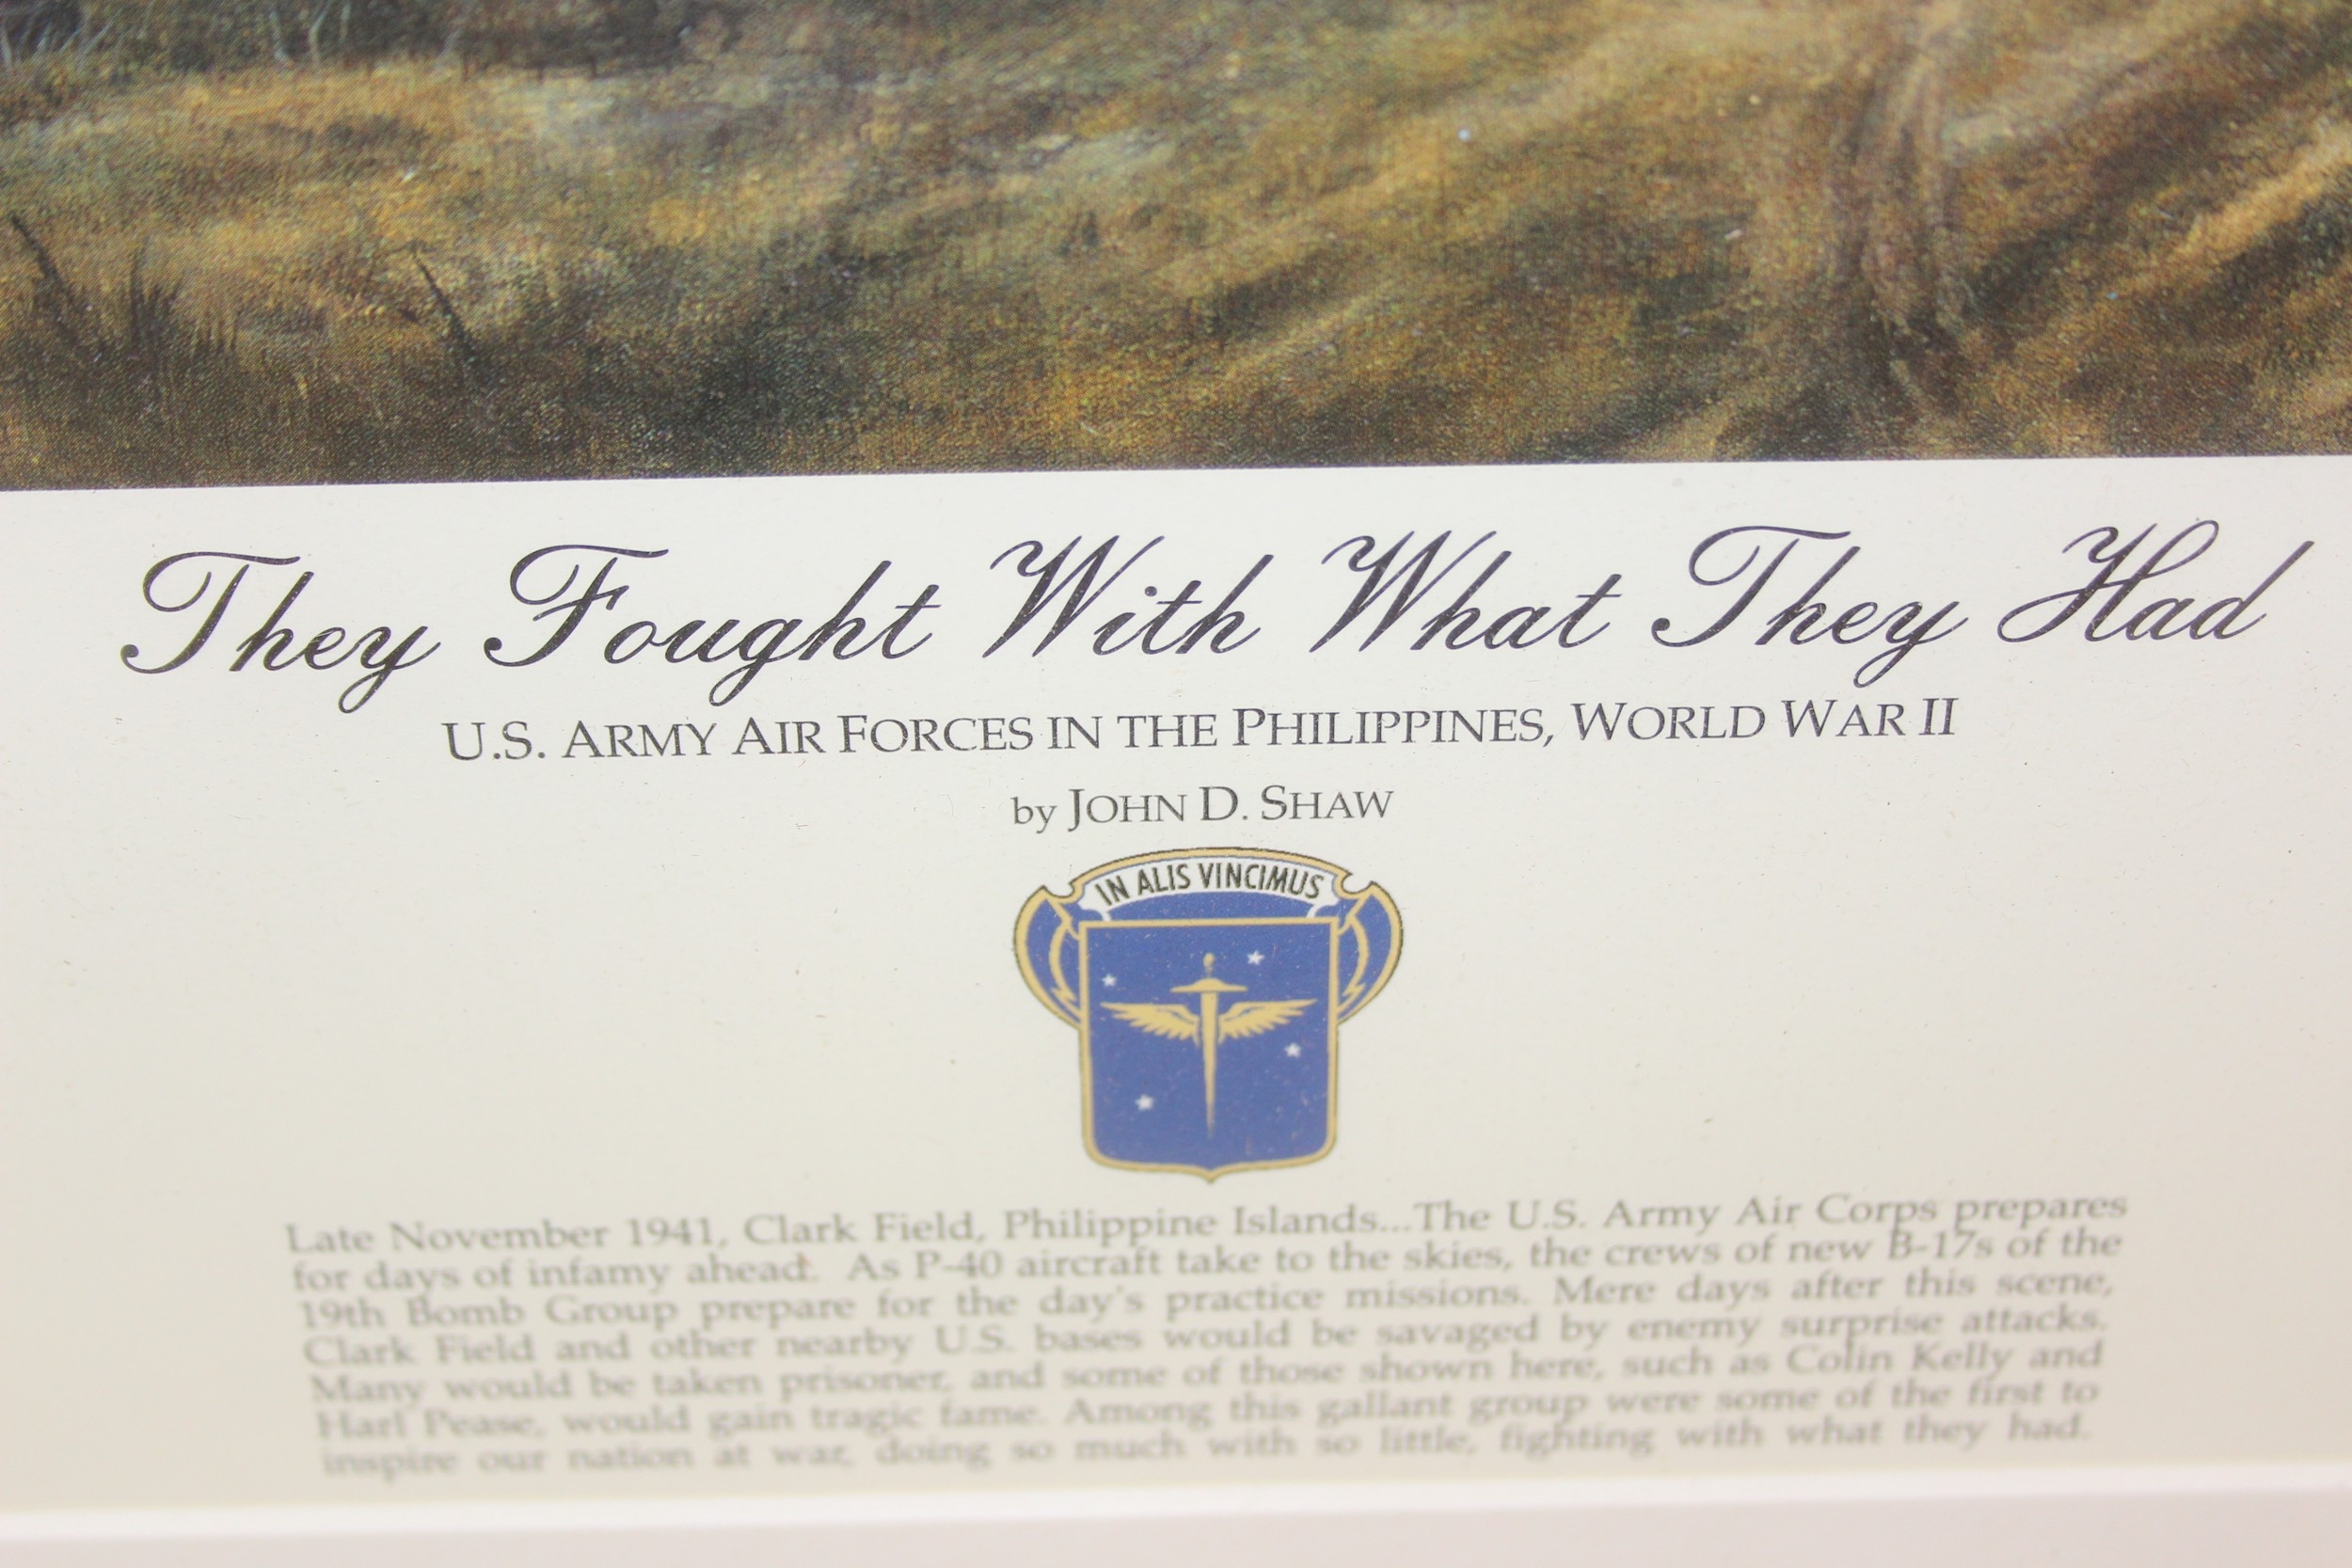 They Fought With What They Had
U.S. ARMY AIR FORCES IN THE PHILIPPINES, WORLD WAR II
by JOHN D. SHAW
IN ALIS VINCIMUS
Late November 1941, Clark Field, Philippine Islands...The U.S. Army Air Corps prepares
for days of infamy ahead. As P-40 aircraft take to the skies, the crews of new B-17s of the
19th Bomb Group prepare for the day's practice missions. Mere days after this scene,
Clark Field and other nearby U.S. bases would be savaged by enemy surprise attacks.
Many would be taken prisoner, and some of those shown here, such as Colin Kelly and
Harl Pease, would gain tragic fame. Among this gallant group were some of the first to
inspire our nation at war, doing so much with so little, fighting with what they had.